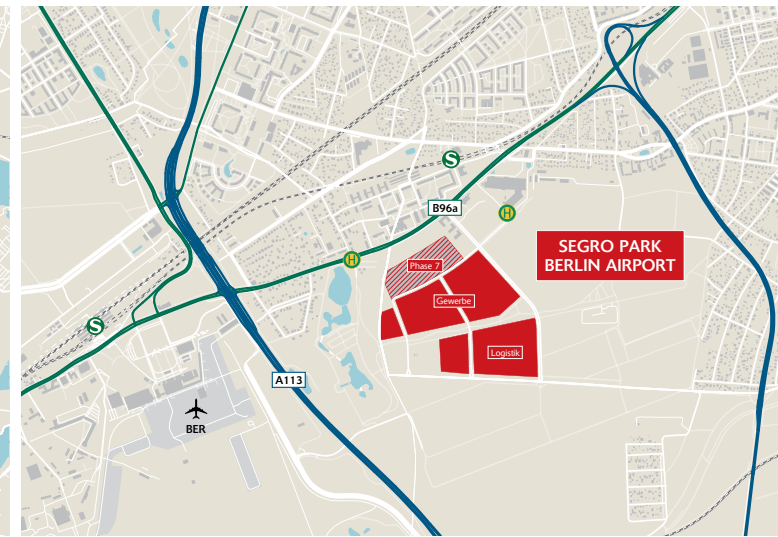 S
B96a
H
SEGRO PARK
BERLIN AIRPORT
H
Phase 7
Gewerbe
S
Logistik
A113
BER